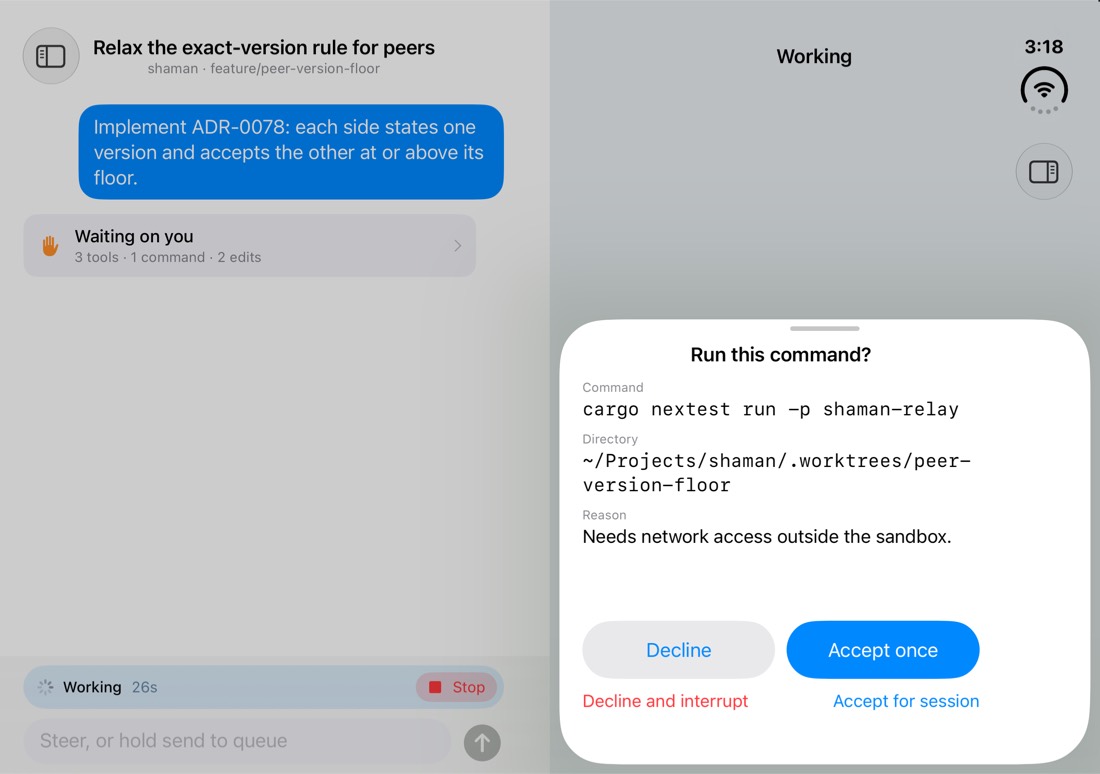 Relax the exact-version rule for peers
shaman · feature/peer-version-floor
Implement ADR-0078: each side states one
version and accepts the other at or above its
floor.
Waiting on you
3 tools · 1 command · 2 edits
Working 26s
Stop
Steer, or hold send to queue
Working
3:18
Run this command?
Command
cargo nextest run -p shaman-relay
Directory
~/Projects/shaman/.worktrees/peer-
version-floor
Reason
Needs network access outside the sandbox.
Decline
Accept once
Decline and interrupt
Accept for session